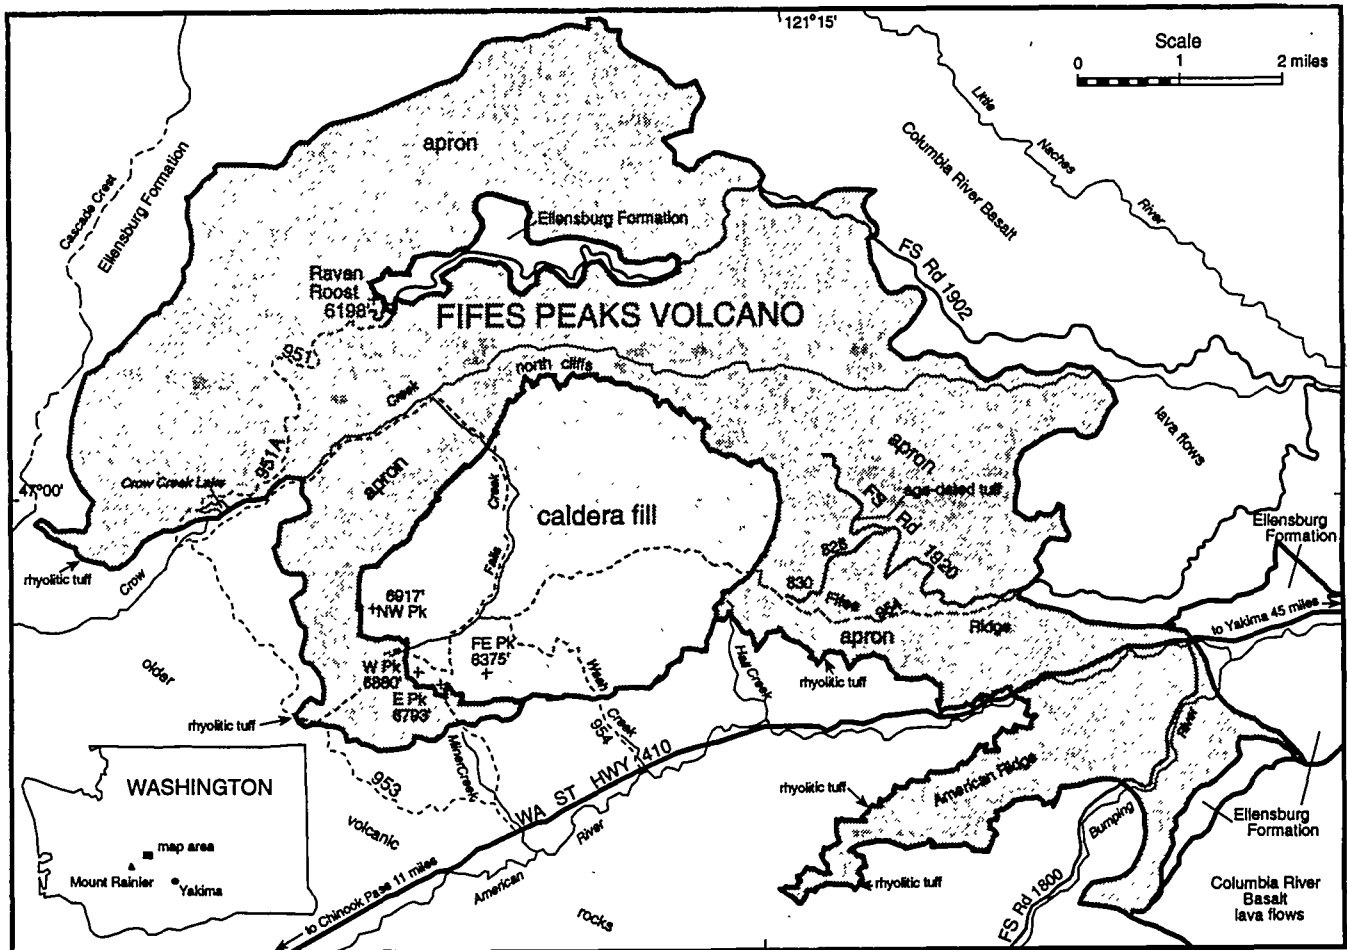 121°15'
Scale
0 1 2 miles
Little
Naches
River
Columbia River
Basalt
apron
Cascade Crest
Ellensburg Formation
Ellensburg Formation
FS Rd 1902
Raven
Roost
6198'
FIFES PEAKS VOLCANO
951
north cliffs
Creek
951A
apron
apron
lava flows
47°00'
Crow Creek Lake
age-dated tuff
FS
Rd
1920
Creek
Falls
caldera fill
Ellensburg
Formation
rhyolitic tuff
Crow
828
830
Fifes
954
Ridge
apron
to Yakima 45 miles
6917'
NW Pk
FE Pk
6375'
W Pk
6880'
E Pk
6793'
older
Wash
Creek
954
Hall Creek
rhyolitic tuff
rhyolitic tuff
Miner Creek
WA ST HWY 410
River
American Ridge
rhyolitic tuff
953
volcanic
WASHINGTON
map area
Mount Rainier
Yakima
Bumping
Ellensburg
Formation
River
American
rhyolitic tuff
FS Rd 1800
Columbia River
Basalt
lava flows
to Chinook Pass 11 miles
rocks